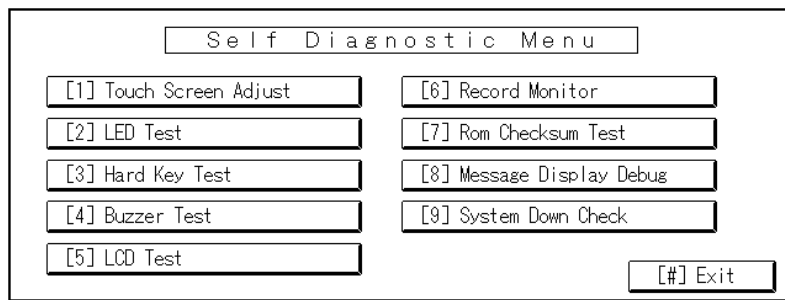 Self Diagnostic Menu
[1] Touch Screen Adjust
[2] LED Test
[3] Hard Key Test
[4] Buzzer Test
[5] LCD Test
[6] Record Monitor
[7] Rom Checksum Test
[8] Message Display Debug
[9] System Down Check
[#] Exit